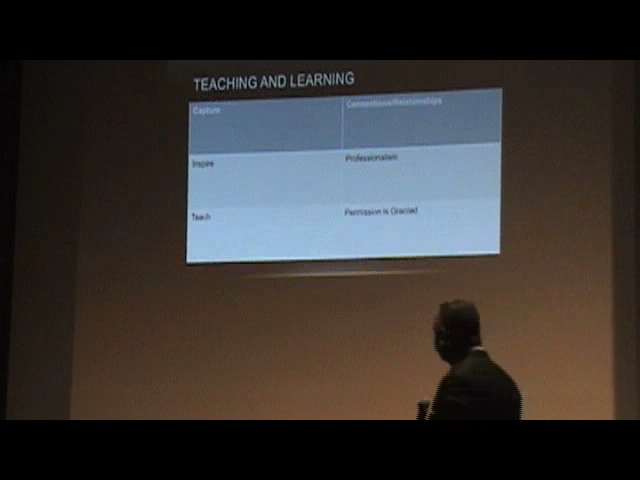 TEACHING AND LEARNING
Capture
Connections/Relationships
Inspire
Professionalism
Teach
Permission is Granted